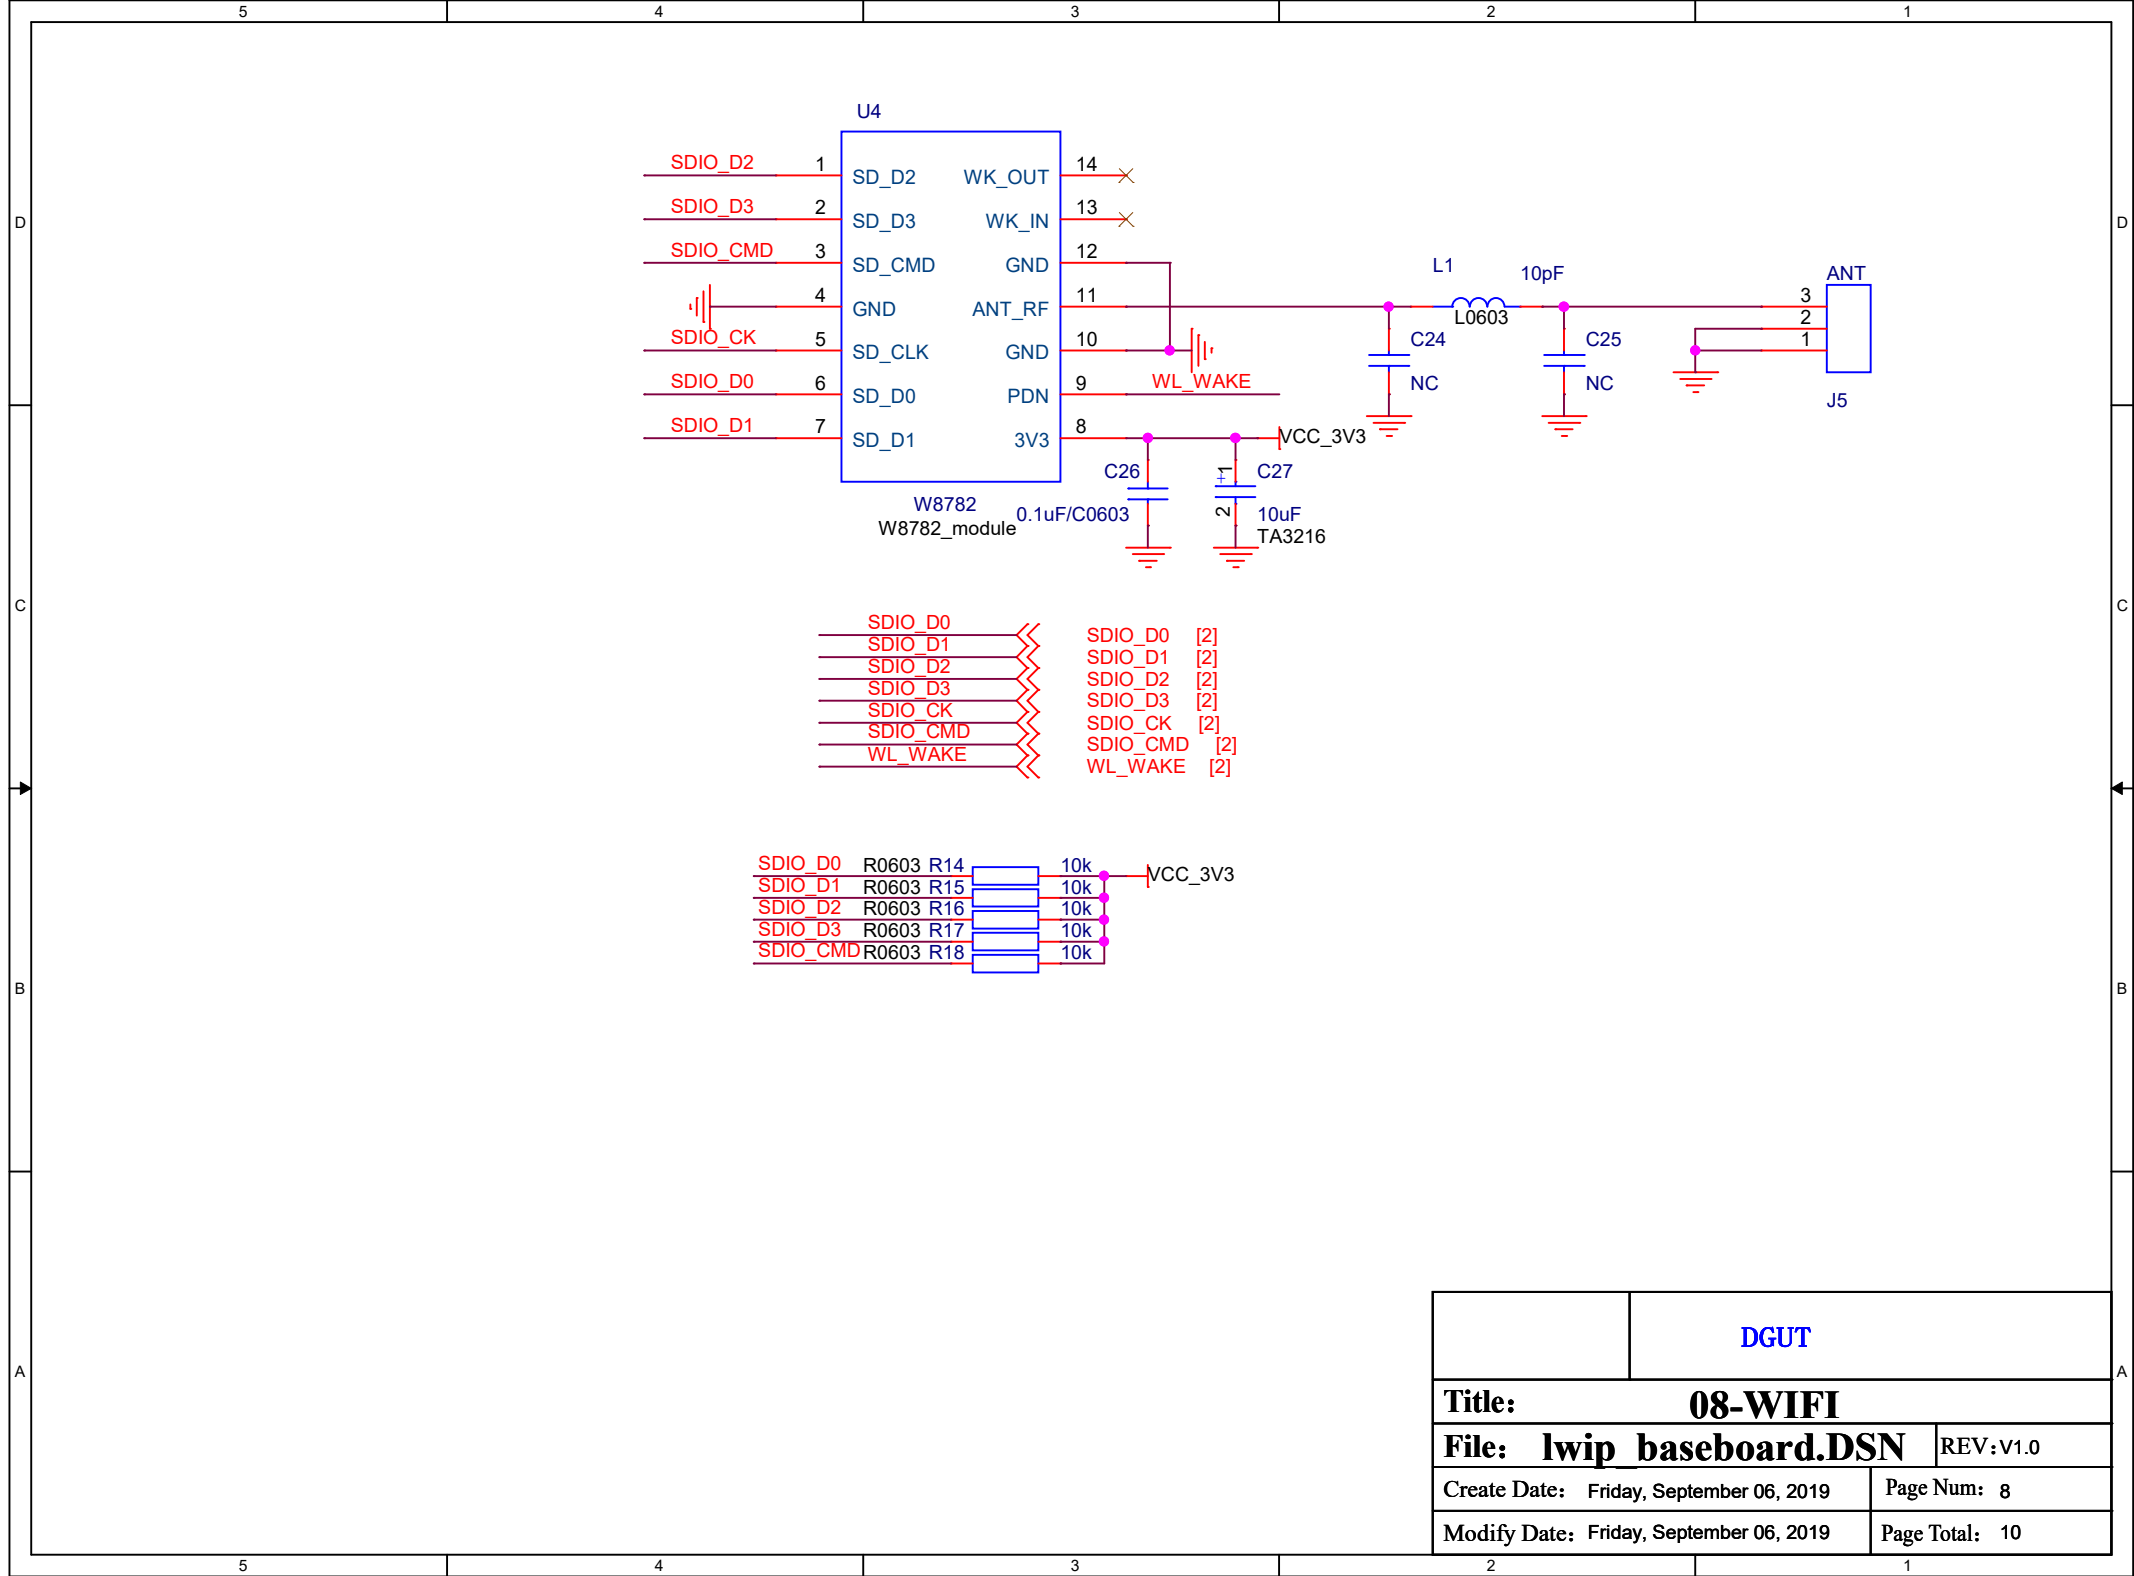 5 4 3 2 1
D D
C C
B B
A A
U4
SDIO_D2 1 SD_D2 WK_OUT 14
SDIO_D3 2 SD_D3 WK_IN 13
SDIO_CMD 3 SD_CMD GND 12
4 GND ANT_RF 11
SDIO_CK 5 SD_CLK GND 10
SDIO_D0 6 SD_D0 PDN 9 WL_WAKE
SDIO_D1 7 SD_D1 3V3 8 VCC_3V3
W8782
W8782_module
C26
0.1uF/C0603
+ 1
2
C27
10uF
TA3216
L1 10pF
L0603
C24
NC
C25
NC
ANT
3
2
1
J5
SDIO_D0 SDIO_D0 [2]
SDIO_D1 SDIO_D1 [2]
SDIO_D2 SDIO_D2 [2]
SDIO_D3 SDIO_D3 [2]
SDIO_CK SDIO_CK [2]
SDIO_CMD SDIO_CMD [2]
WL_WAKE WL_WAKE [2]
SDIO_D0 R0603 R14 10k VCC_3V3
SDIO_D1 R0603 R15 10k
SDIO_D2 R0603 R16 10k
SDIO_D3 R0603 R17 10k
SDIO_CMD R0603 R18 10k
DGUT
Title: 08-WIFI
File: lwip_baseboard.DSN REV:V1.0
Create Date: Friday, September 06, 2019 Page Num: 8
Modify Date: Friday, September 06, 2019 Page Total: 10
5 4 3 2 1